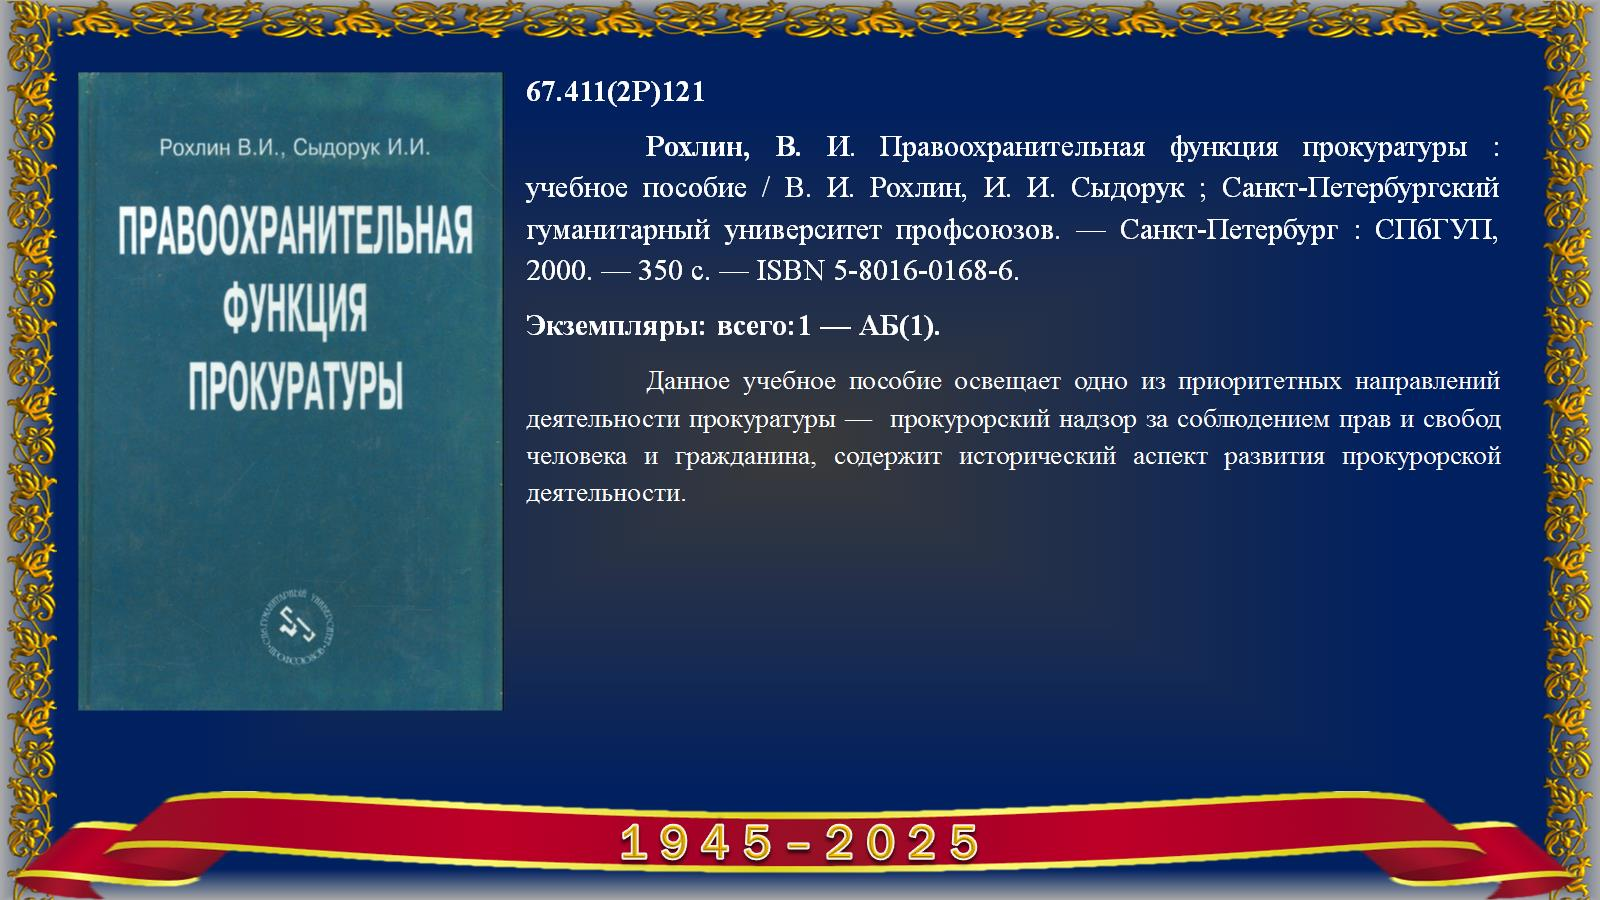 Рохлин В.И., Сыдорук И.И.
ПРАВООХРАНИТЕЛЬНАЯ
ФУНКЦИЯ
ПРОКУРАТУРЫ
67.411(2Р)121
Рохлин, В. И. Правоохранительная функция прокуратуры :
учебное пособие / В. И. Рохлин, И. И. Сыдорук ; Санкт-Петербургский
гуманитарный университет профсоюзов. — Санкт-Петербург : СПбГУП,
2000. — 350 с. — ISBN 5-8016-0168-6.
Экземпляры: всего:1 — АБ(1).
Данное учебное пособие освещает одно из приоритетных направлений
деятельности прокуратуры — прокурорский надзор за соблюдением прав и свобод
человека и гражданина, содержит исторический аспект развития прокурорской
деятельности.
1945–2025